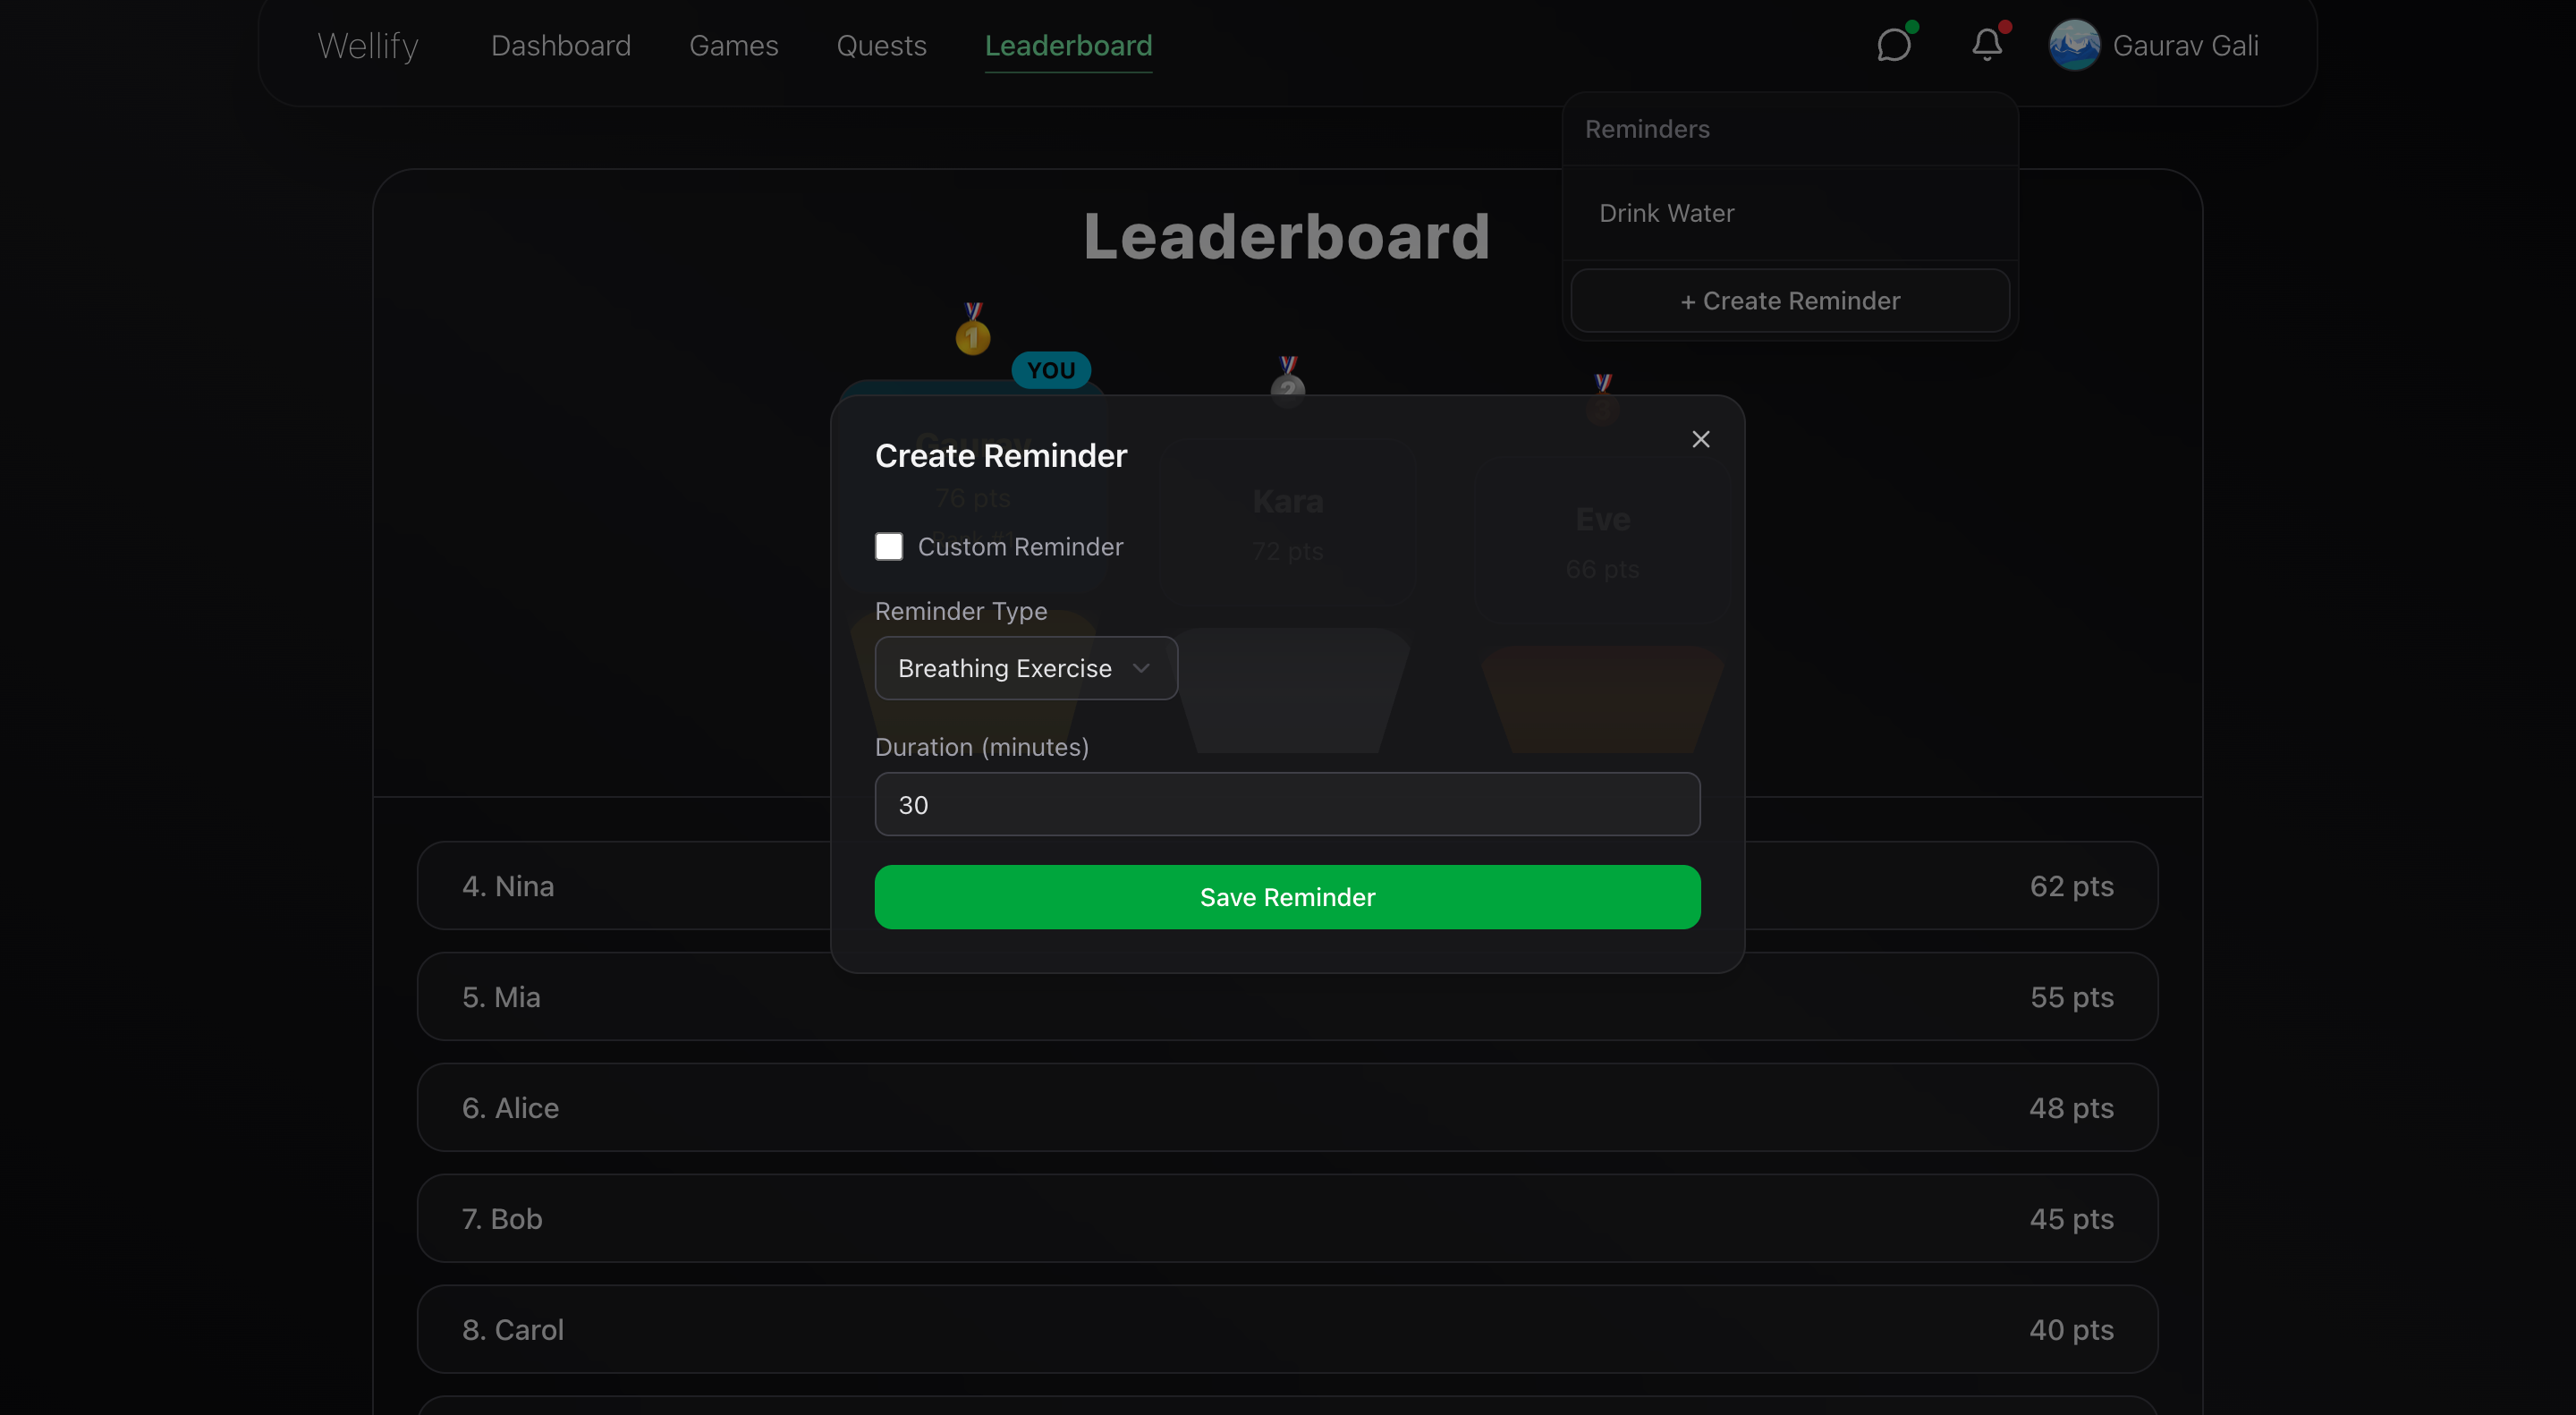 Wellify Dashboard Games Quests Leaderboard Gaurav Gali
Reminders
Drink Water
+ Create Reminder
Leaderboard
1
YOU
2
3
Gaurav
76 pts
Kara
72 pts
Eve
66 pts
Create Reminder
Custom Reminder
Reminder Type
Breathing Exercise
Duration (minutes)
30
Save Reminder
4. Nina 62 pts
5. Mia 55 pts
6. Alice 48 pts
7. Bob 45 pts
8. Carol 40 pts